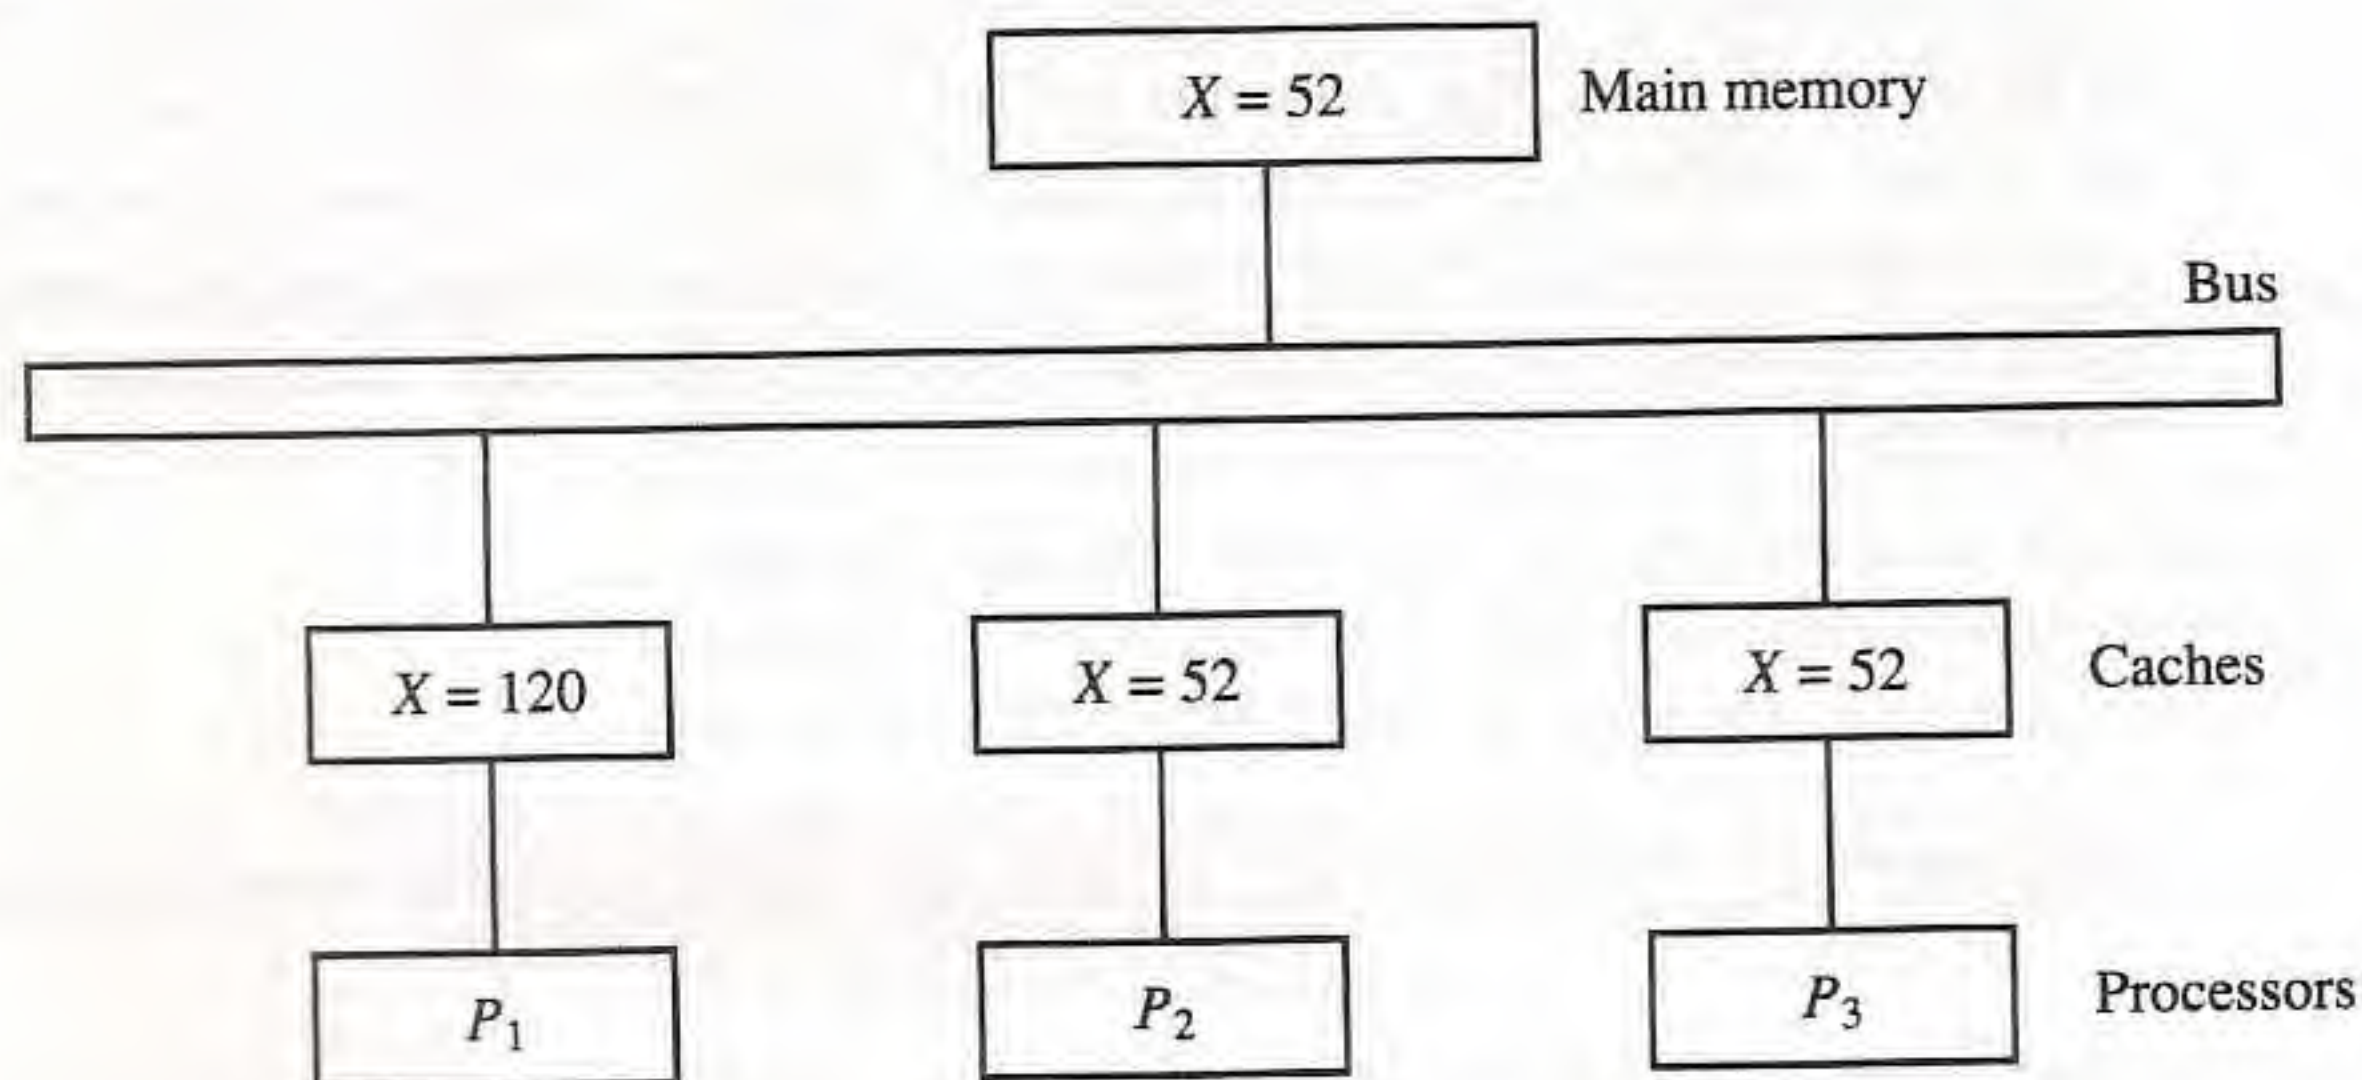 X = 52 Main memory
Bus
X = 120 X = 52 X = 52 Caches
P₁ P₂ P₃ Processors